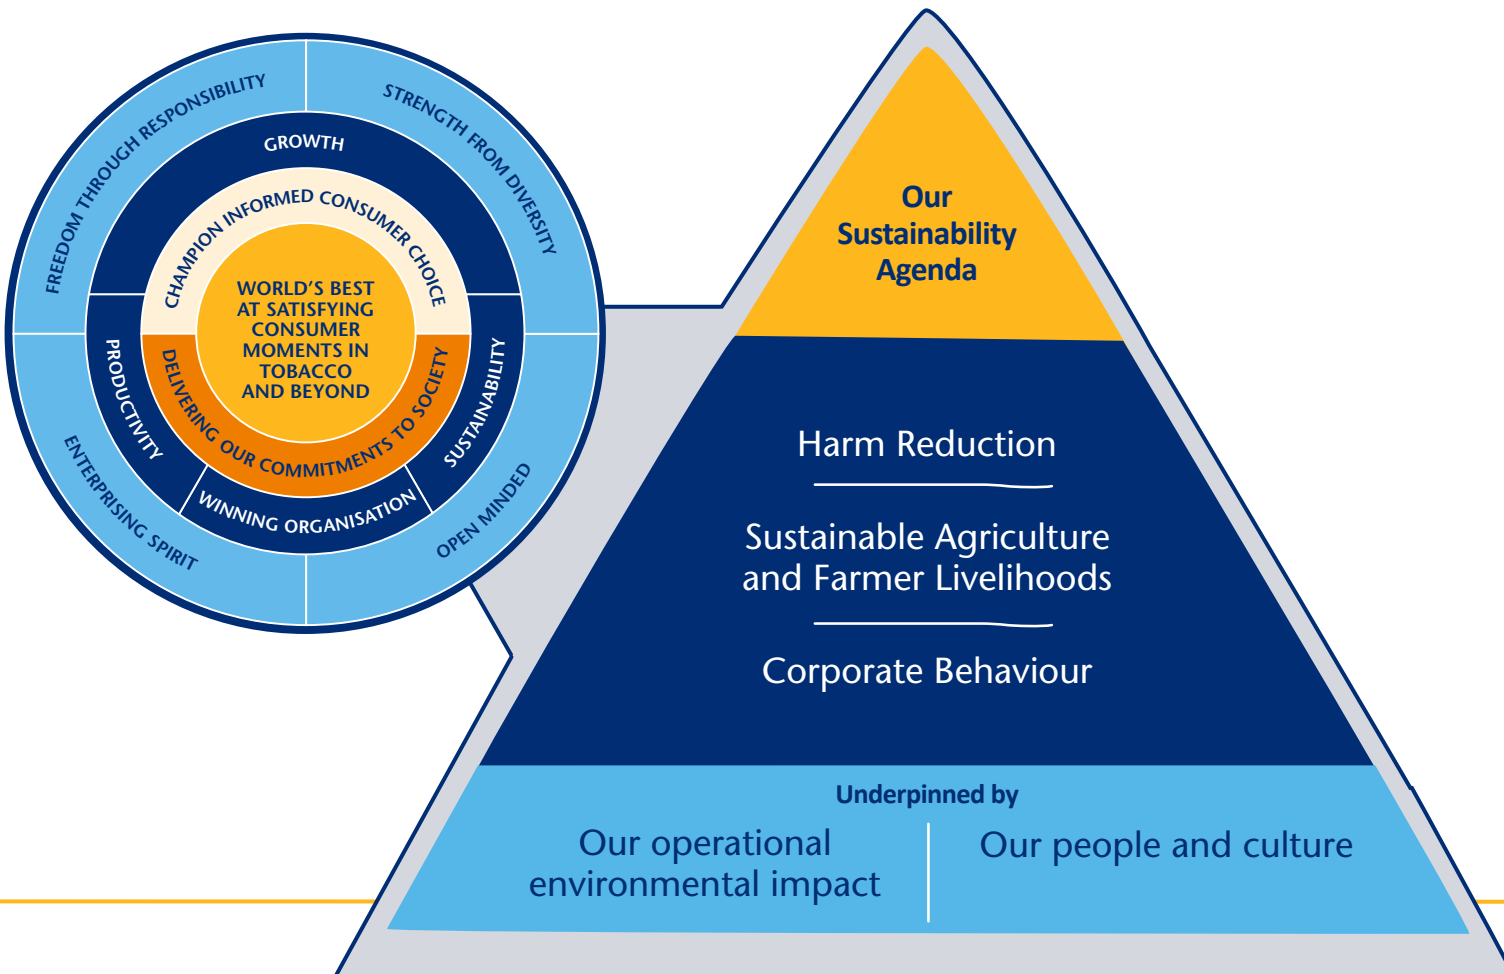 FREEDOM THROUGH RESPONSIBILITY
STRENGTH FROM DIVERSITY
ENTERPRISING SPIRIT
OPEN MINDED
GROWTH
PRODUCTIVITY
WINNING ORGANISATION
SUSTAINABILITY
CHAMPION INFORMED CONSUMER CHOICE
DELIVERING OUR COMMITMENTS TO SOCIETY
WORLD’S BEST
AT SATISFYING
CONSUMER
MOMENTS IN
TOBACCO
AND BEYOND
Our
Sustainability
Agenda
Harm Reduction
Sustainable Agriculture
and Farmer Livelihoods
Corporate Behaviour
Underpinned by
Our operational
environmental impact
Our people and culture